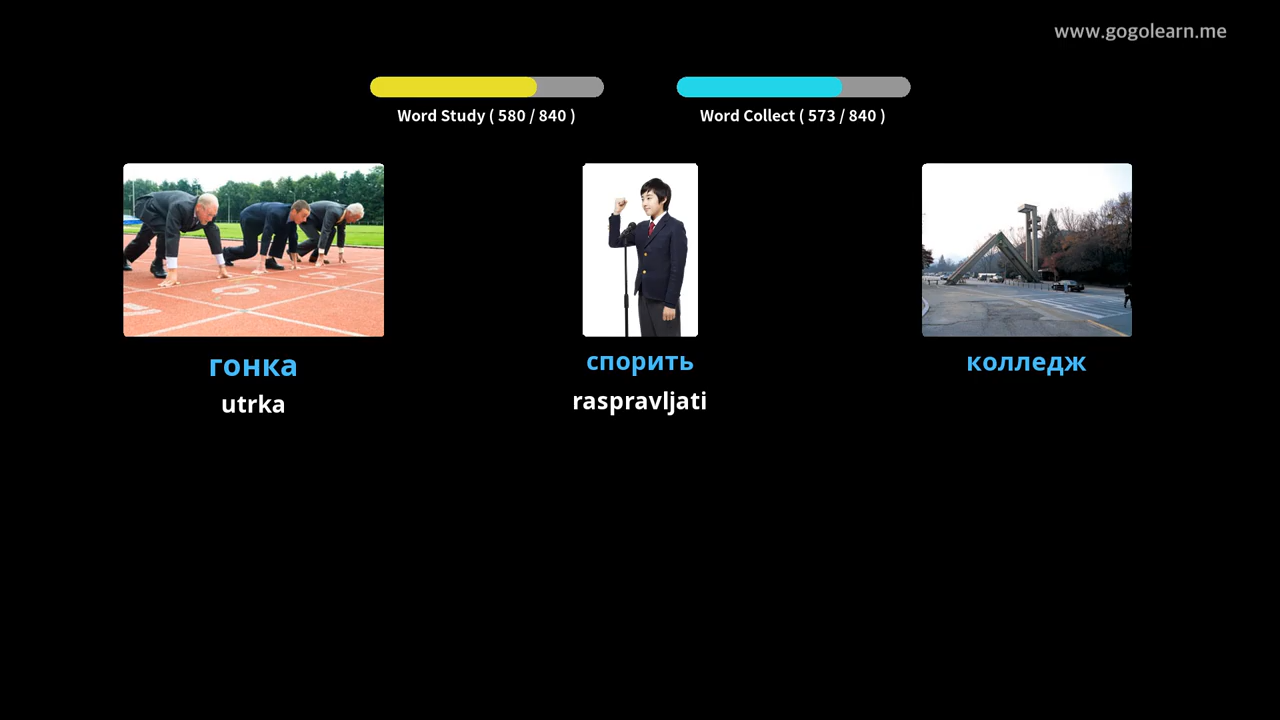 www.gogolearn.me
Word Study ( 580 / 840 )
Word Collect ( 573 / 840 )
гонка
utrka
спорить
raspravljati
колледж